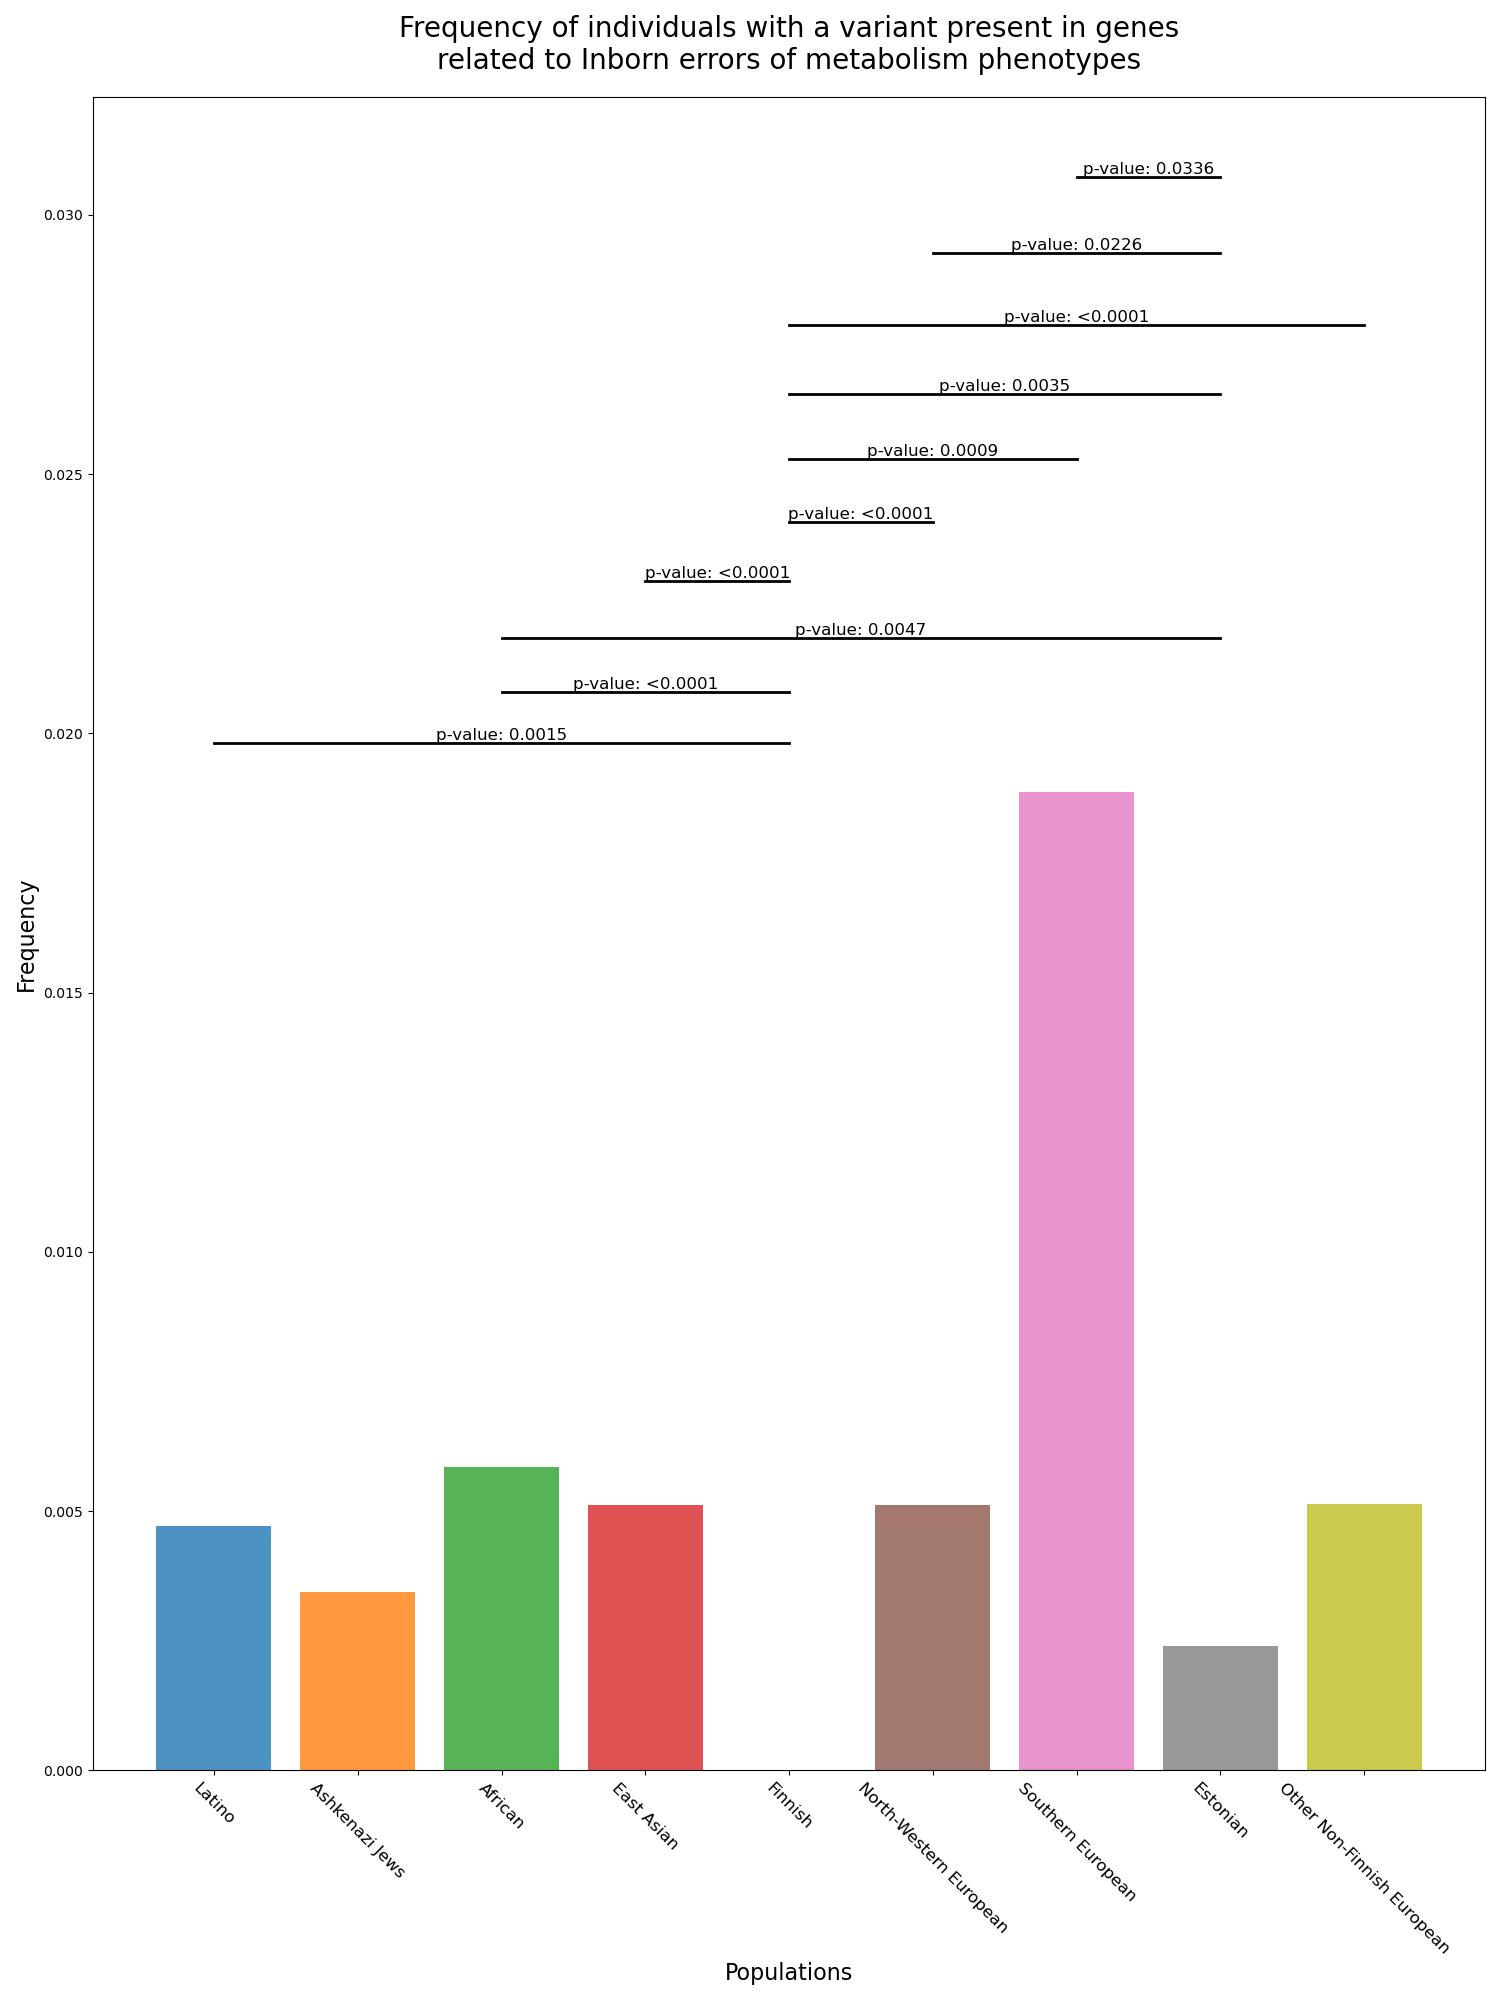 Frequency of individuals with a variant present in genes
related to Inborn errors of metabolism phenotypes
p-value: 0.0336
0.030
p-value: 0.0226
p-value: <0.0001
p-value: 0.0035
p-value: 0.0009
0.025
p-value: <0.0001
p-value: <0.0001
p-value: 0.0047
p-value: <0.0001
p-value: 0.0015
0.020
Frequency
0.015
0.010
0.005
0.000
Latino
Ashkenazi Jews
African
East Asian
Finnish
North-Western European
Southern European
Estonian
Other Non-Finnish European
Populations